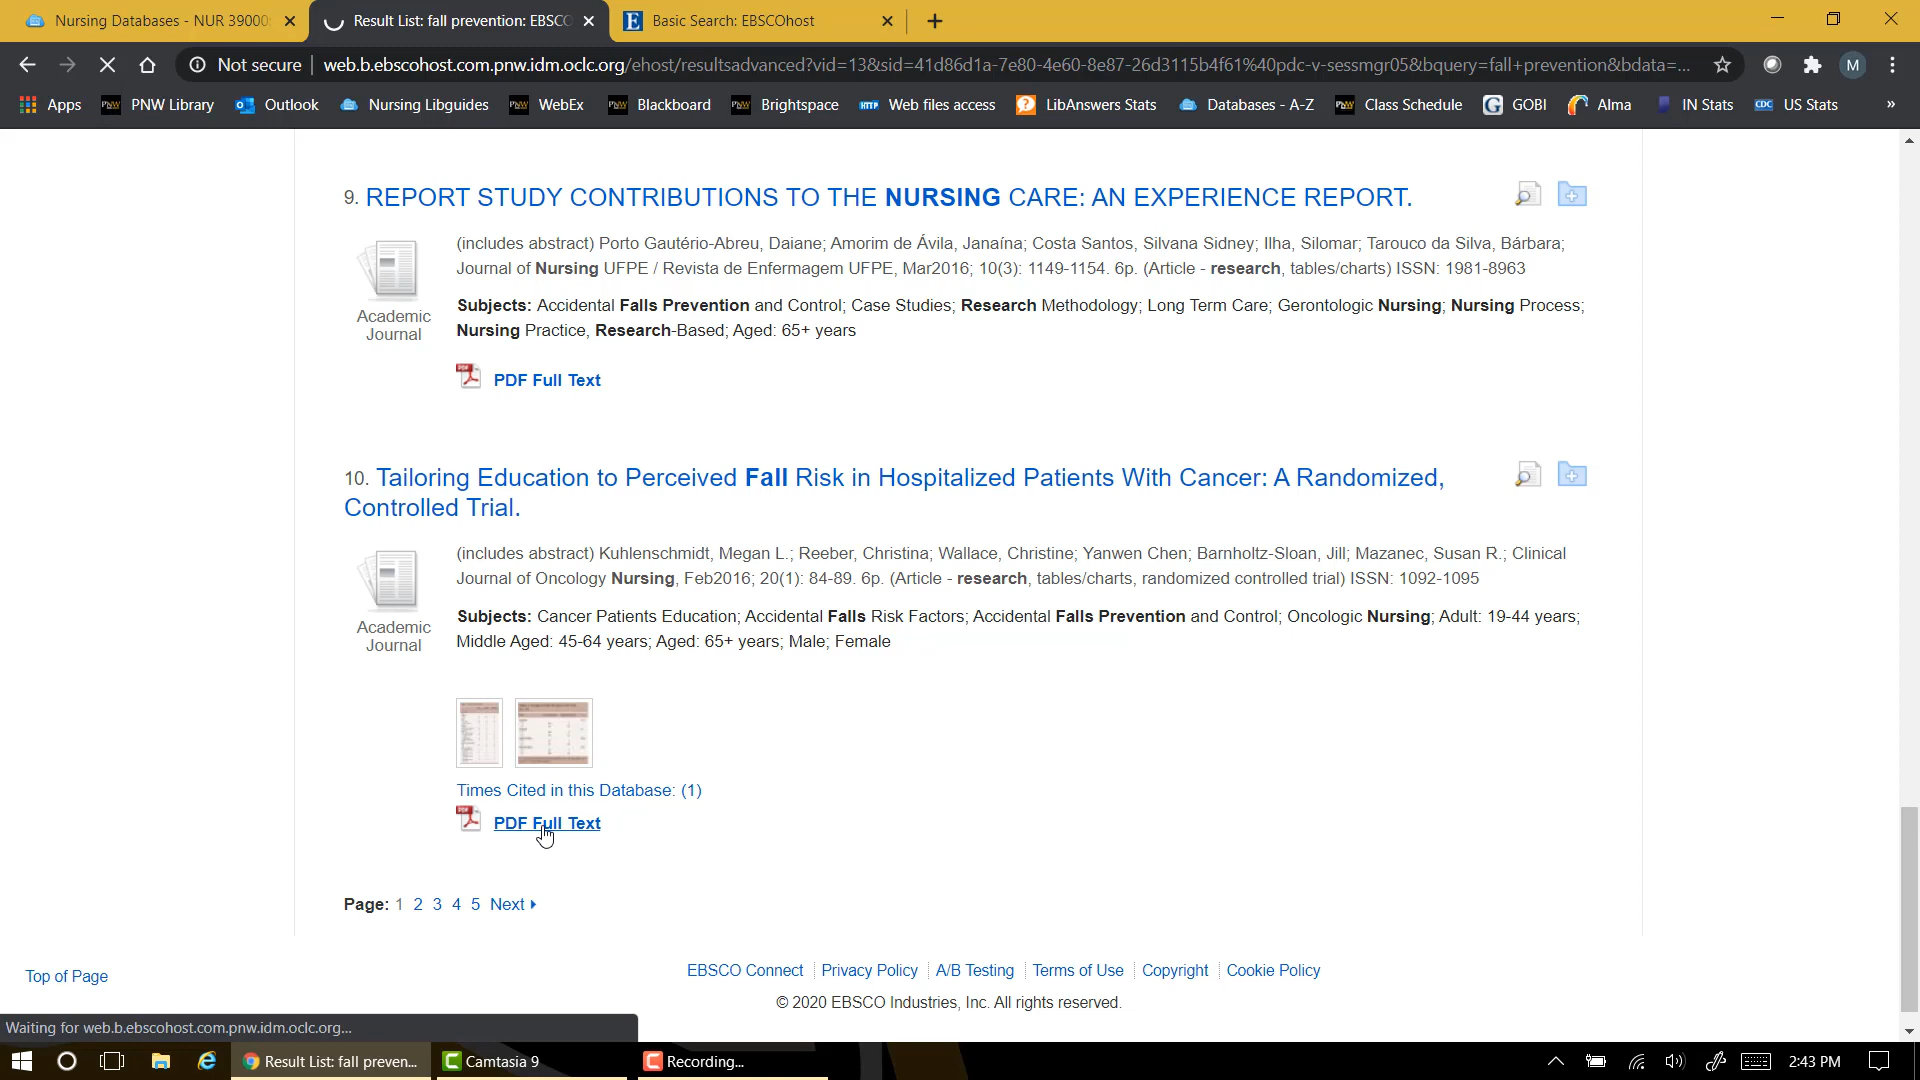 Nursing Databases - NUR 39000
Result List: fall prevention: EBSCO
Basic Search: EBSCOhost
Not secure
web.b.ebscohost.com.pnw.idm.oclc.org/ehost/resultsadvanced?vid=13&sid=41d86d1a-7e80-4e60-8e87-26d3115b4f61%40pdc-v-sessmgr05&bquery=fall+prevention&bdata=...
M
Apps
PNW Library
Outlook
Nursing Libguides
WebEx
Blackboard
Brightspace
Web files access
LibAnswers Stats
Databases - A-Z
Class Schedule
GOBI
Alma
IN Stats
US Stats
»
9. REPORT STUDY CONTRIBUTIONS TO THE NURSING CARE: AN EXPERIENCE REPORT.
(includes abstract) Porto Gautério-Abreu, Daiane; Amorim de Ávila, Janaína; Costa Santos, Silvana Sidney; Ilha, Silomar; Tarouco da Silva, Bárbara;
Journal of Nursing UFPE / Revista de Enfermagem UFPE, Mar2016; 10(3): 1149-1154. 6p. (Article - research, tables/charts) ISSN: 1981-8963
Academic
Journal
Subjects: Accidental Falls Prevention and Control; Case Studies; Research Methodology; Long Term Care; Gerontologic Nursing; Nursing Process;
Nursing Practice, Research-Based; Aged: 65+ years
PDF Full Text
10. Tailoring Education to Perceived Fall Risk in Hospitalized Patients With Cancer: A Randomized,
Controlled Trial.
(includes abstract) Kuhlenschmidt, Megan L.; Reeber, Christina; Wallace, Christine; Yanwen Chen; Barnholtz-Sloan, Jill; Mazanec, Susan R.; Clinical
Journal of Oncology Nursing, Feb2016; 20(1): 84-89. 6p. (Article - research, tables/charts, randomized controlled trial) ISSN: 1092-1095
Academic
Journal
Subjects: Cancer Patients Education; Accidental Falls Risk Factors; Accidental Falls Prevention and Control; Oncologic Nursing; Adult: 19-44 years;
Middle Aged: 45-64 years; Aged: 65+ years; Male; Female
Times Cited in this Database: (1)
PDF Full Text
Page: 1 2 3 4 5 Next
Top of Page
EBSCO Connect
Privacy Policy
A/B Testing
Terms of Use
Copyright
Cookie Policy
© 2020 EBSCO Industries, Inc. All rights reserved.
Waiting for web.b.ebscohost.com.pnw.idm.oclc.org...
Result List: fall preven...
Camtasia 9
Recording...
2:43 PM